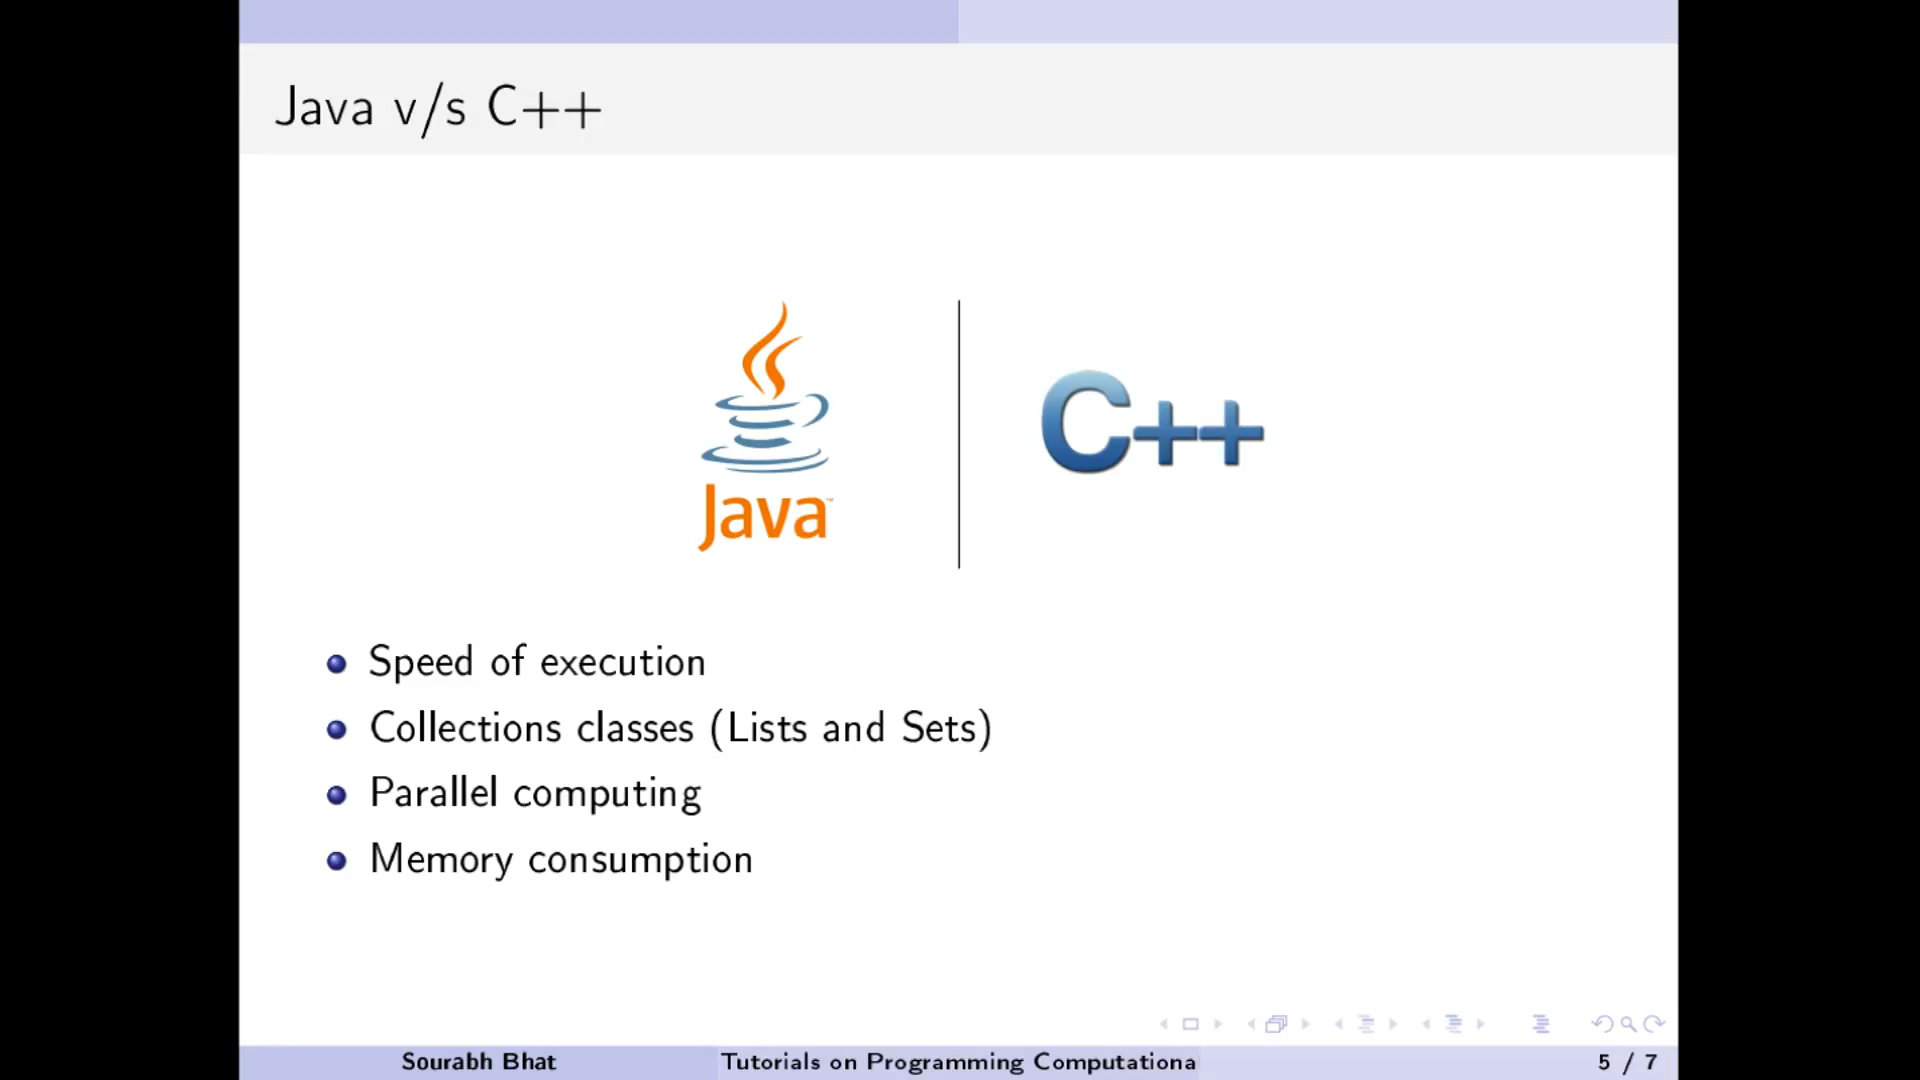 Java v/s C++
Java™
C++
Speed of execution
Collections classes (Lists and Sets)
Parallel computing
Memory consumption
Sourabh Bhat Tutorials on Programming Computationa 5 / 7